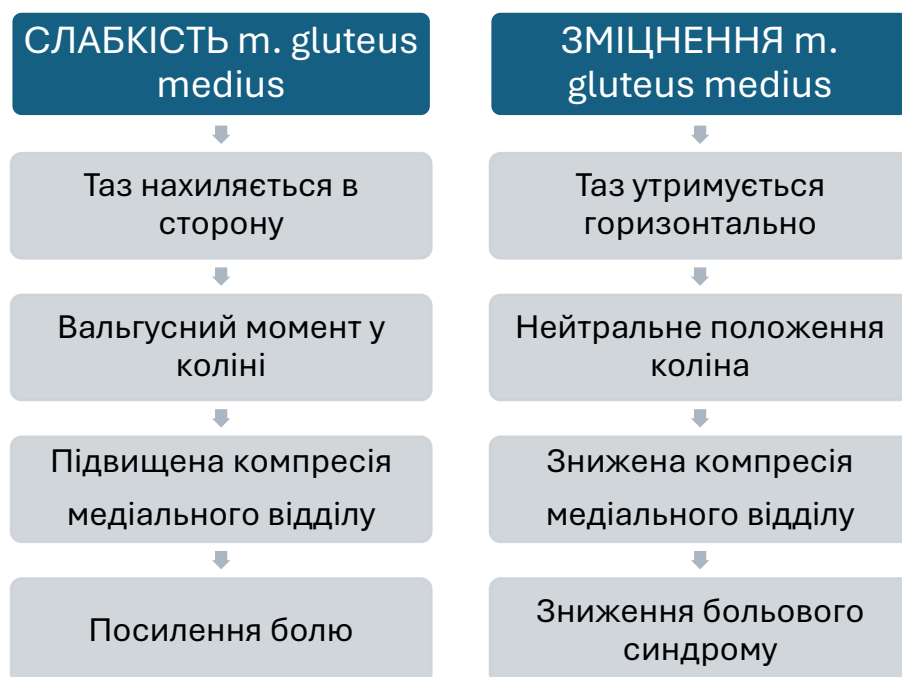 СЛАБКІСТЬ m. gluteus
medius
Таз нахиляється в
сторону
Вальгусний момент у
коліні
Підвищена компресія
медіального відділу
Посилення болю
ЗМІЦНЕННЯ m.
gluteus medius
Таз утримується
горизонтально
Нейтральне положення
коліна
Знижена компресія
медіального відділу
Зниження больового
синдрому